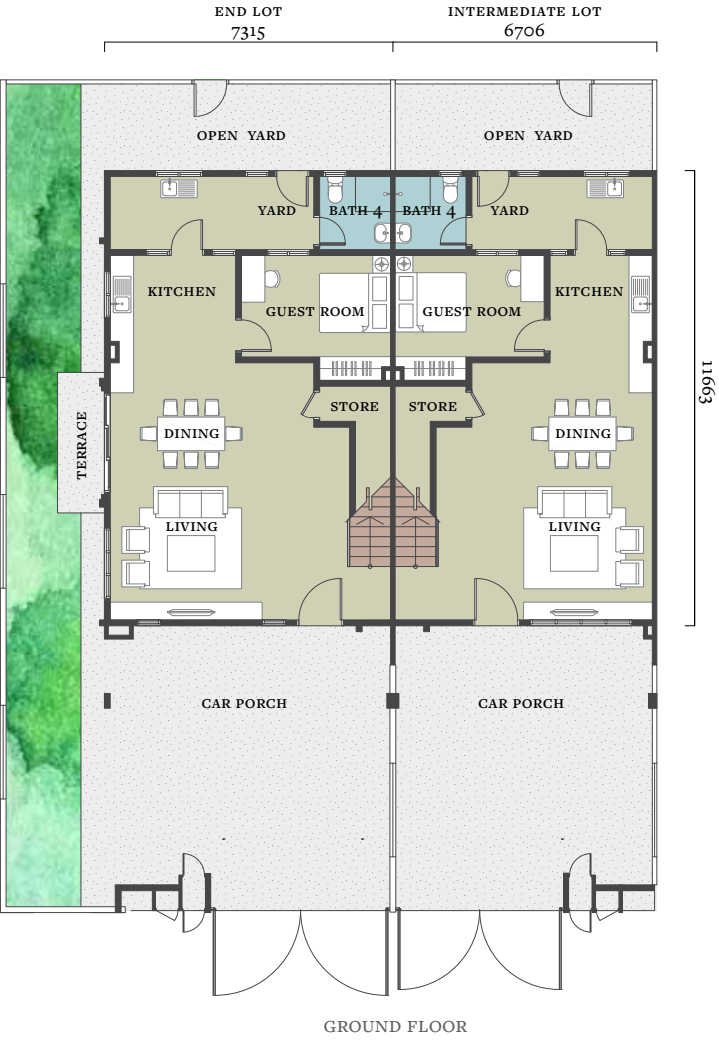 END LOT
7315
INTERMEDIATE LOT
6706
OPEN YARD
OPEN YARD
YARD
BATH 4
BATH 4
YARD
KITCHEN
GUEST ROOM
GUEST ROOM
KITCHEN
11663
STORE
STORE
TERRACE
DINING
DINING
LIVING
LIVING
CAR PORCH
CAR PORCH
GROUND FLOOR